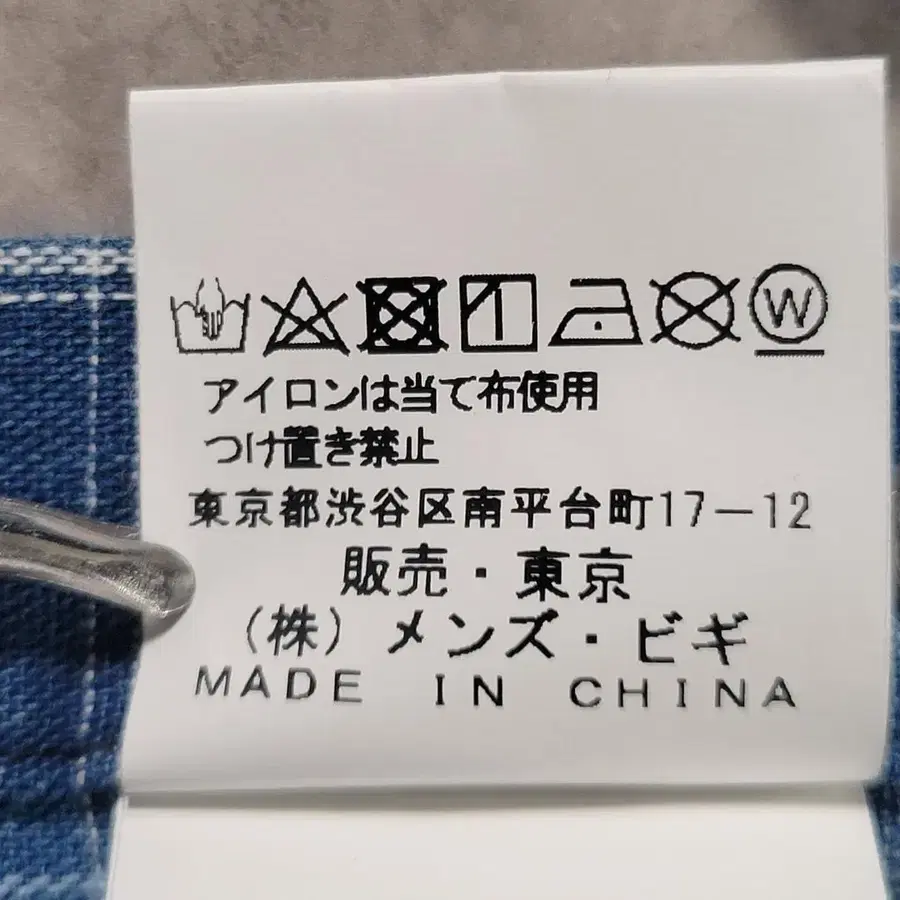 W
アイロンは当て布使用
つけ置き禁止
東京都渋谷区南平台町17-12
販売・東京
(株)メンズ・ビギ
MADE IN CHINA